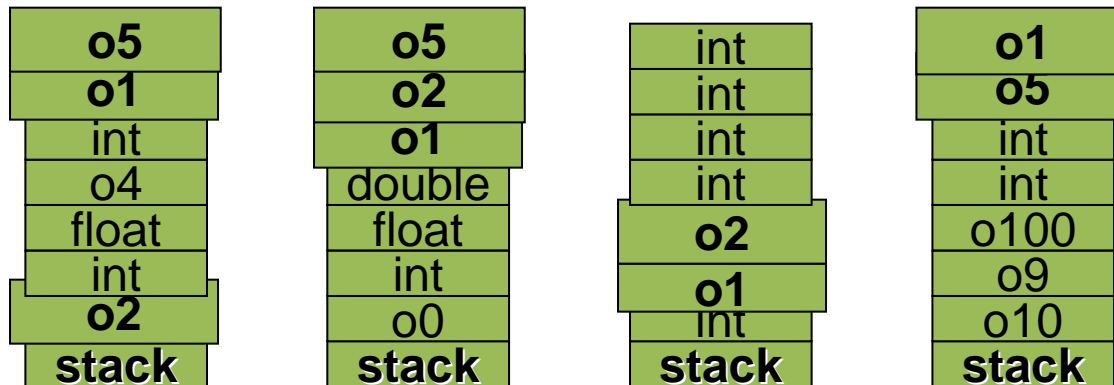 o5
o1
int
o4
float
int
o2
stack
o5
o2
o1
double
float
int
o0
stack
int
int
int
int
o2
o1
int
stack
o1
o5
int
int
o100
o9
o10
stack